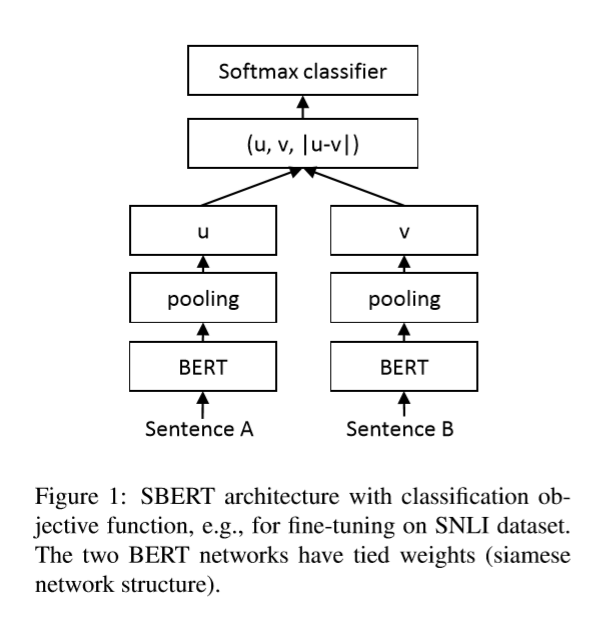 Softmax classifier
(u, v, |u-v|)
u
v
pooling
pooling
BERT
BERT
Sentence A
Sentence B
Figure 1: SBERT architecture with classification ob-
jective function, e.g., for fine-tuning on SNLI dataset.
The two BERT networks have tied weights (siamese
network structure).